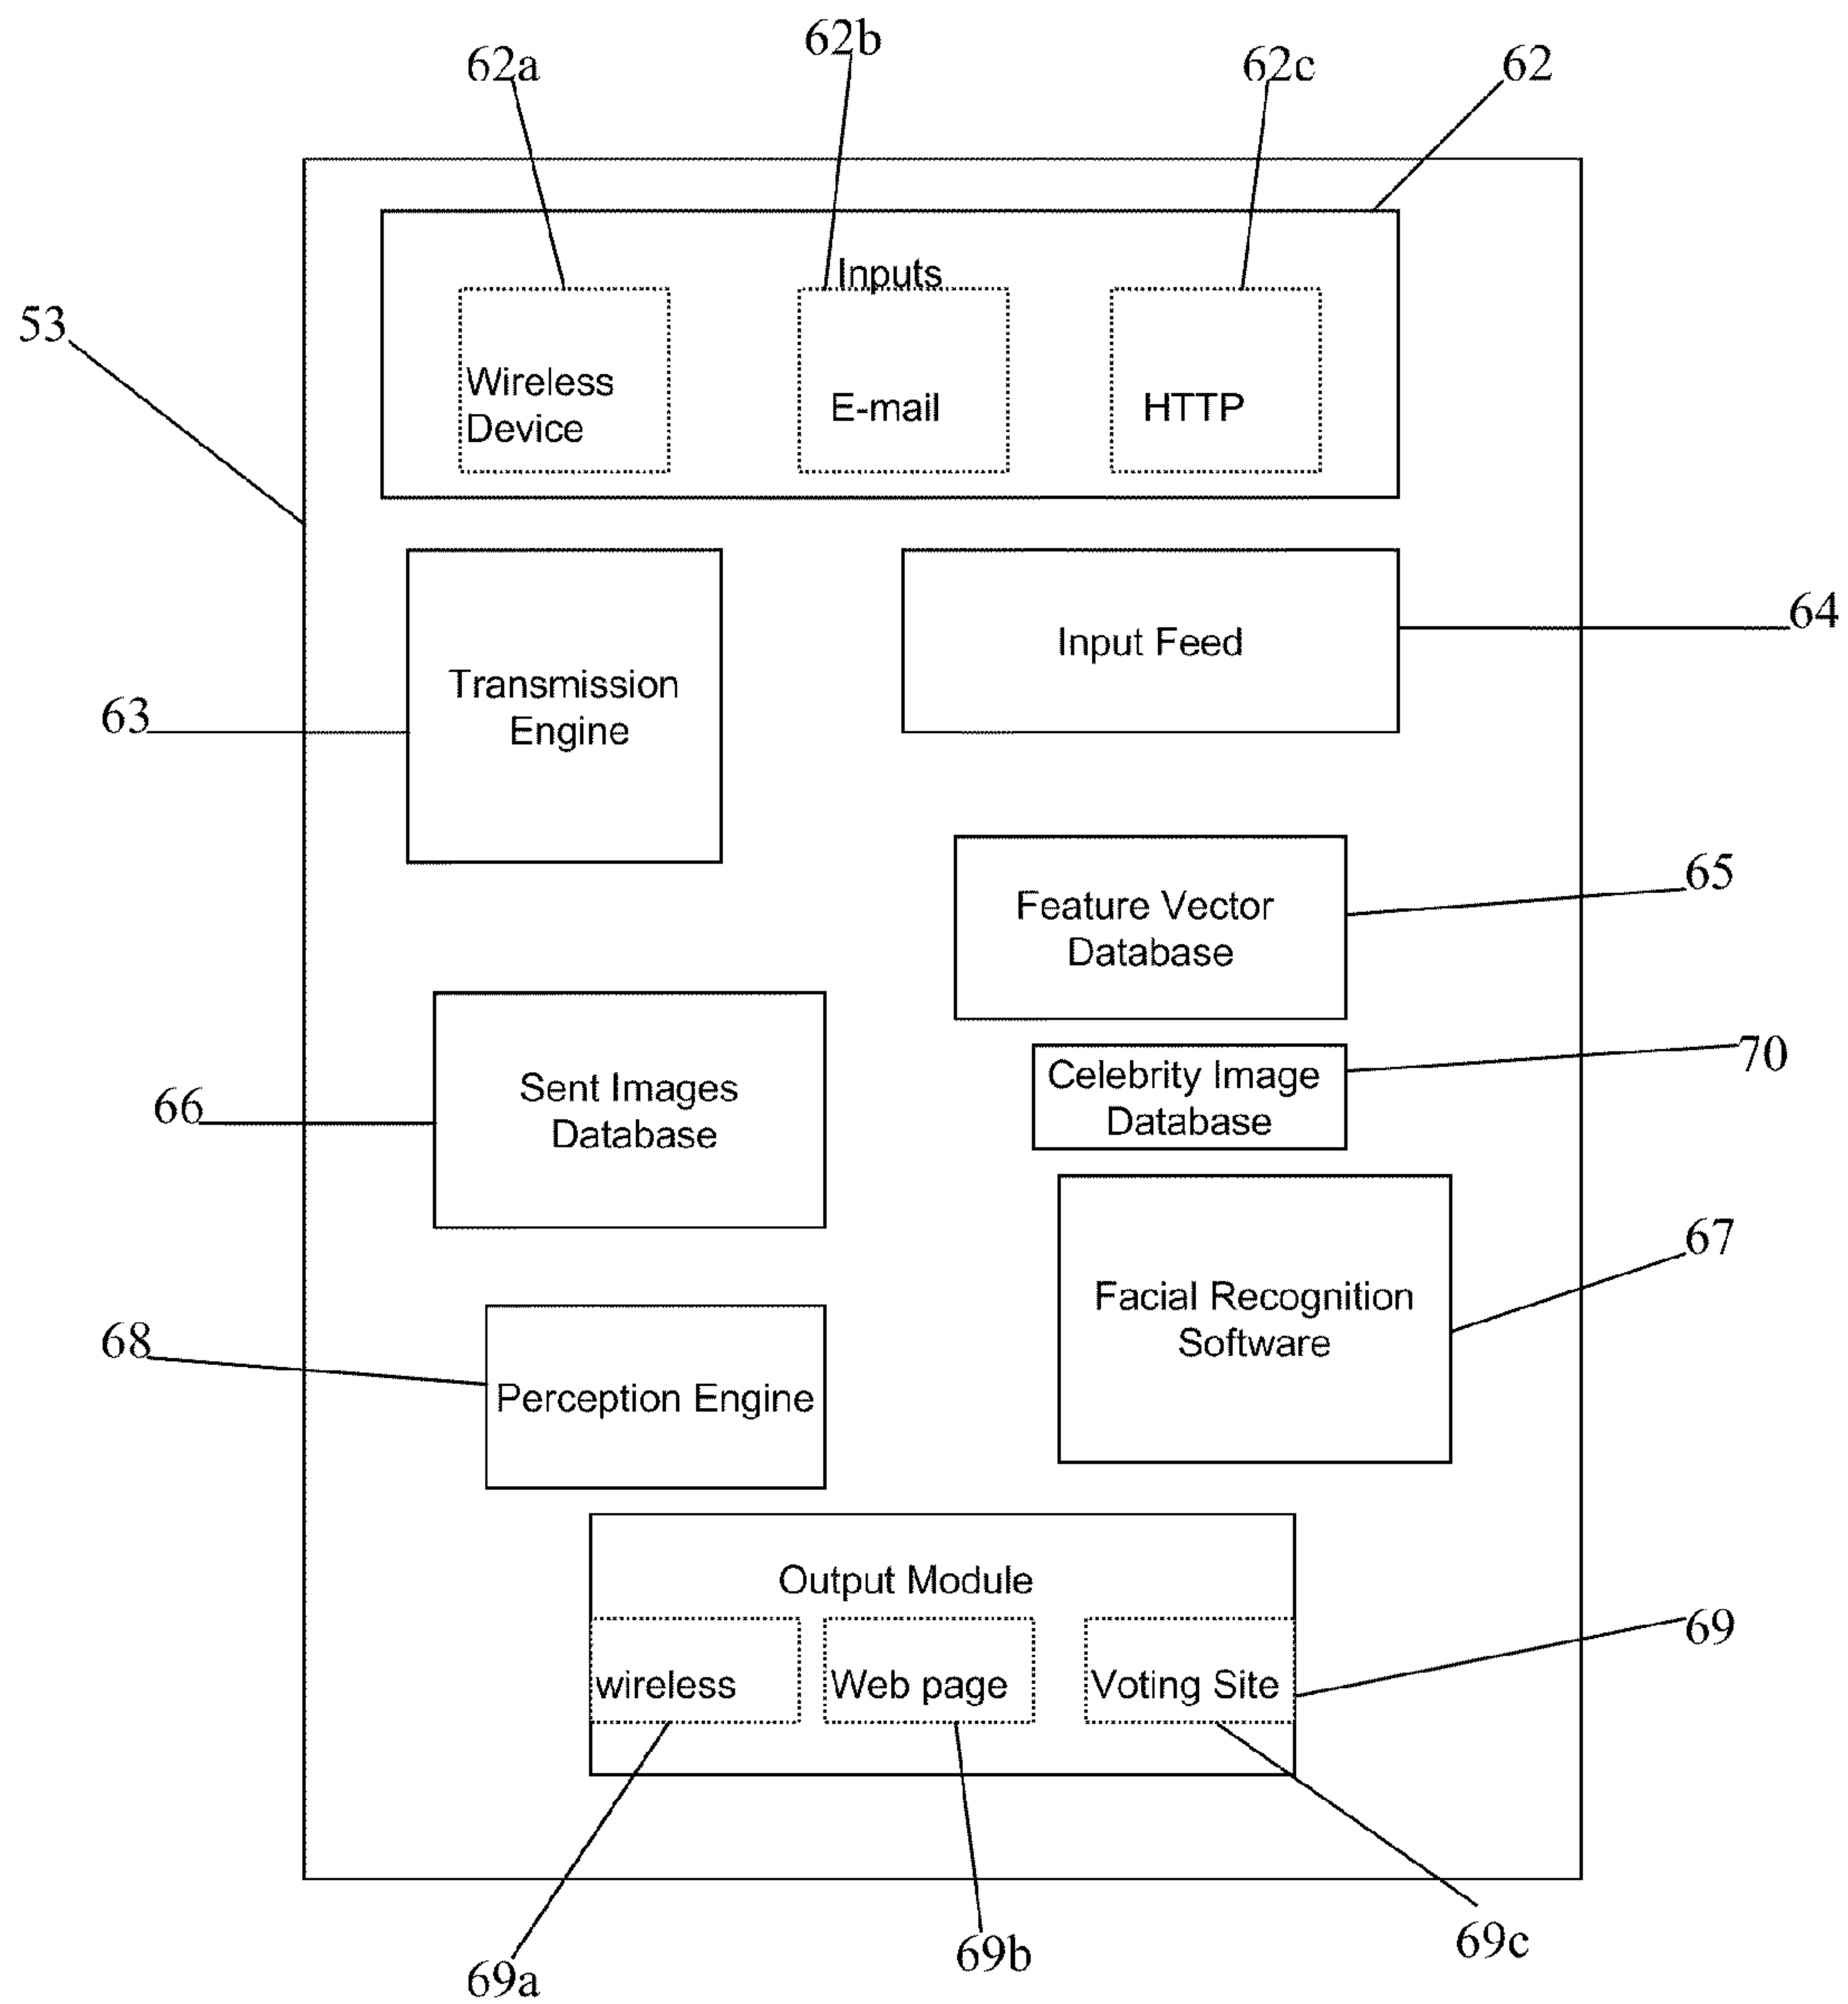 62a
62b
62c
62
Inputs
53
Wireless
Device
E-mail
HTTP
Transmission
Engine
Input Feed
64
63
Feature Vector
Database
65
Sent Images
Database
Celebrity Image
Database
70
66
Facial Recognition
Software
67
68
Perception Engine
Output Module
wireless
Web page
Voting Site
69
69a
69b
69c